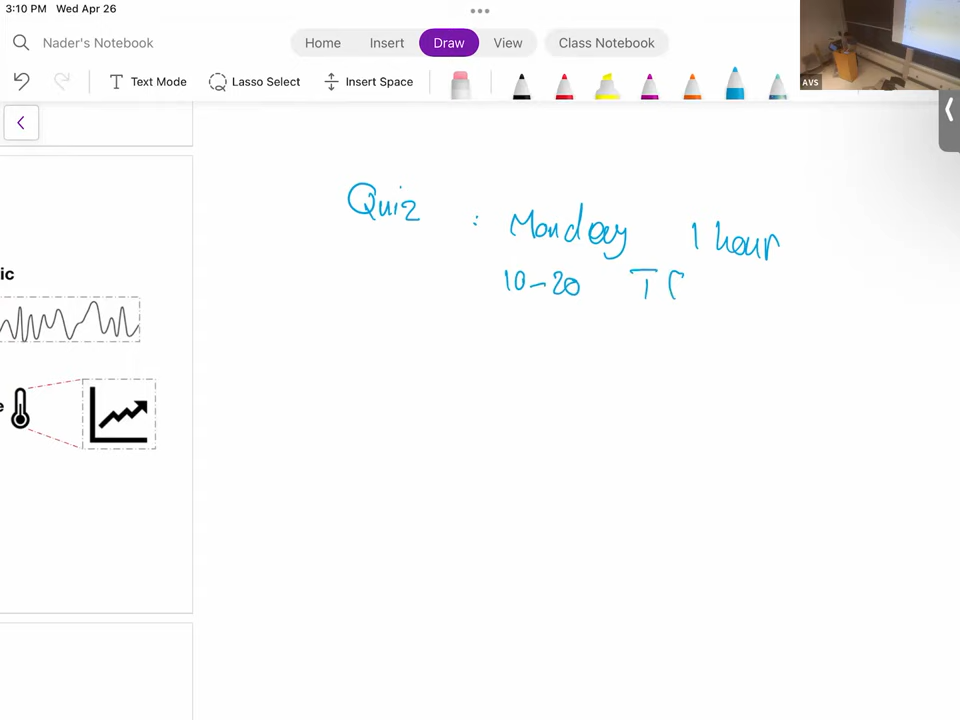 3:10 PM Wed Apr 26
Nader's Notebook
Home Insert Draw View Class Notebook
Text Mode Lasso Select Insert Space
AVS
Quiz : Monday 1 hour
10-20 T
ic
e